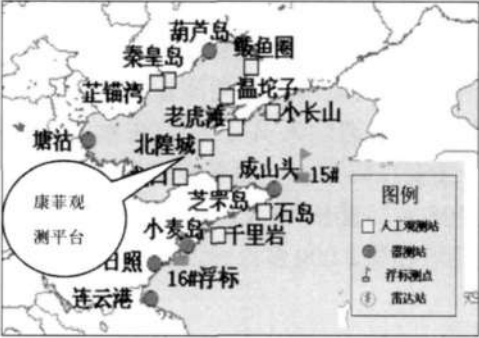 葫芦岛
鲅鱼圈
秦皇岛
芷锚湾
温坨子
小长山
老虎滩
塘沽
北隍城
成山头
15#
口
芝罘岛
石岛
康菲观
测平台
小麦岛
千里岩
日照
16#浮标
连云港
图例
人工观测站
器测站
浮标测点
雷达站